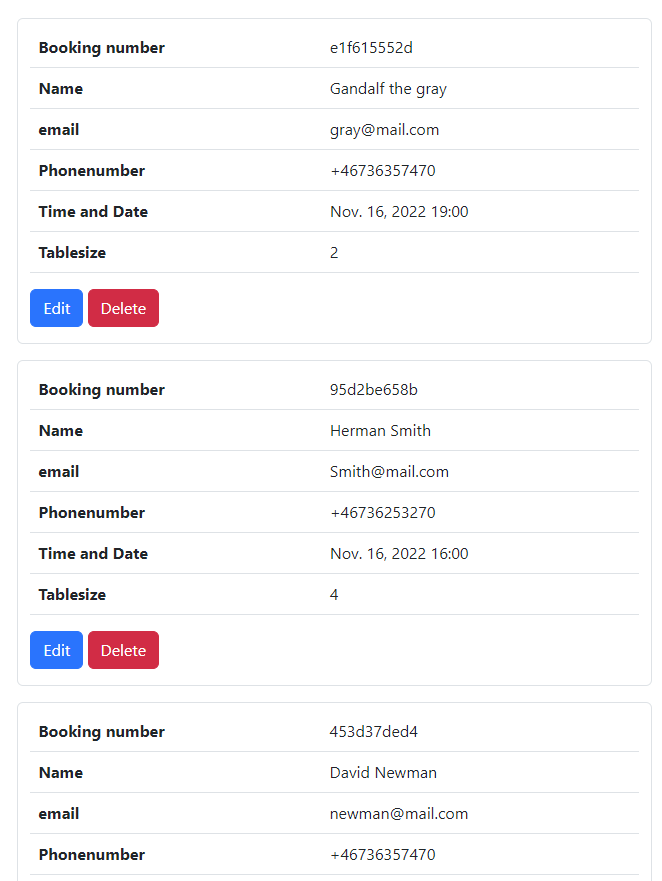 Booking number e1f615552d
Name Gandalf the gray
email gray@mail.com
Phonenumber +46736357470
Time and Date Nov. 16, 2022 19:00
Tablesize 2
Edit Delete
Booking number 95d2be658b
Name Herman Smith
email Smith@mail.com
Phonenumber +46736253270
Time and Date Nov. 16, 2022 16:00
Tablesize 4
Edit Delete
Booking number 453d37ded4
Name David Newman
email newman@mail.com
Phonenumber +46736357470